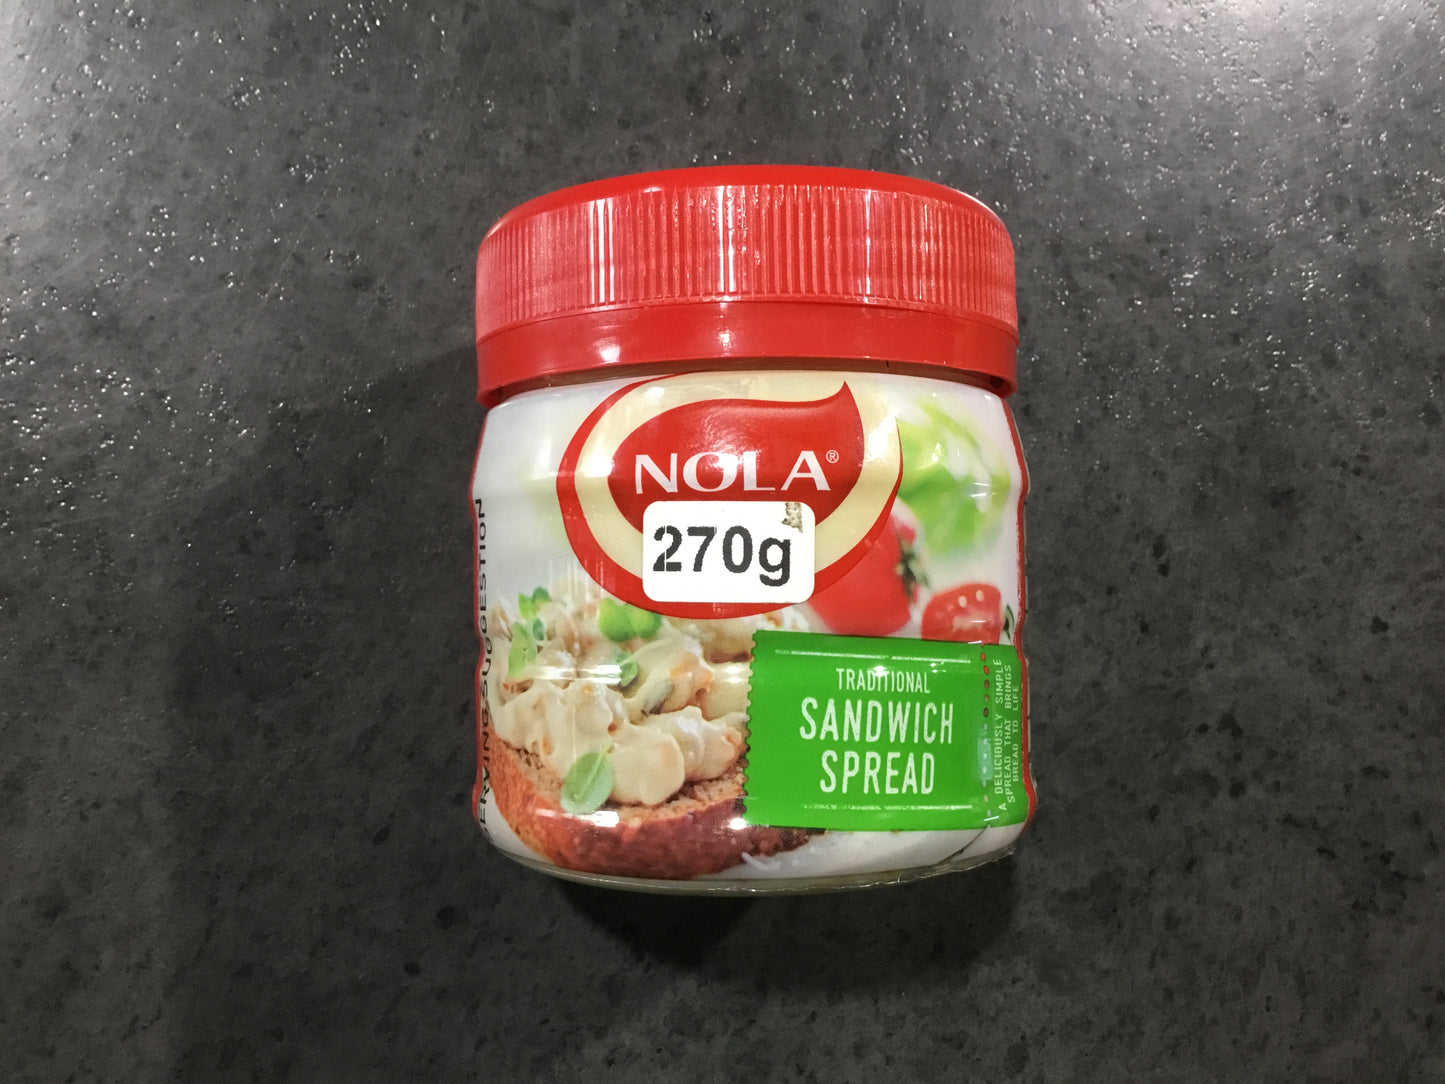 NOLA®
270g
TRADITIONAL
SANDWICH
SPREAD
A DELICIOUSLY SIMPLE
SPREAD THAT BRINGS
BREAD TO LIFE
SERVING SUGGESTION